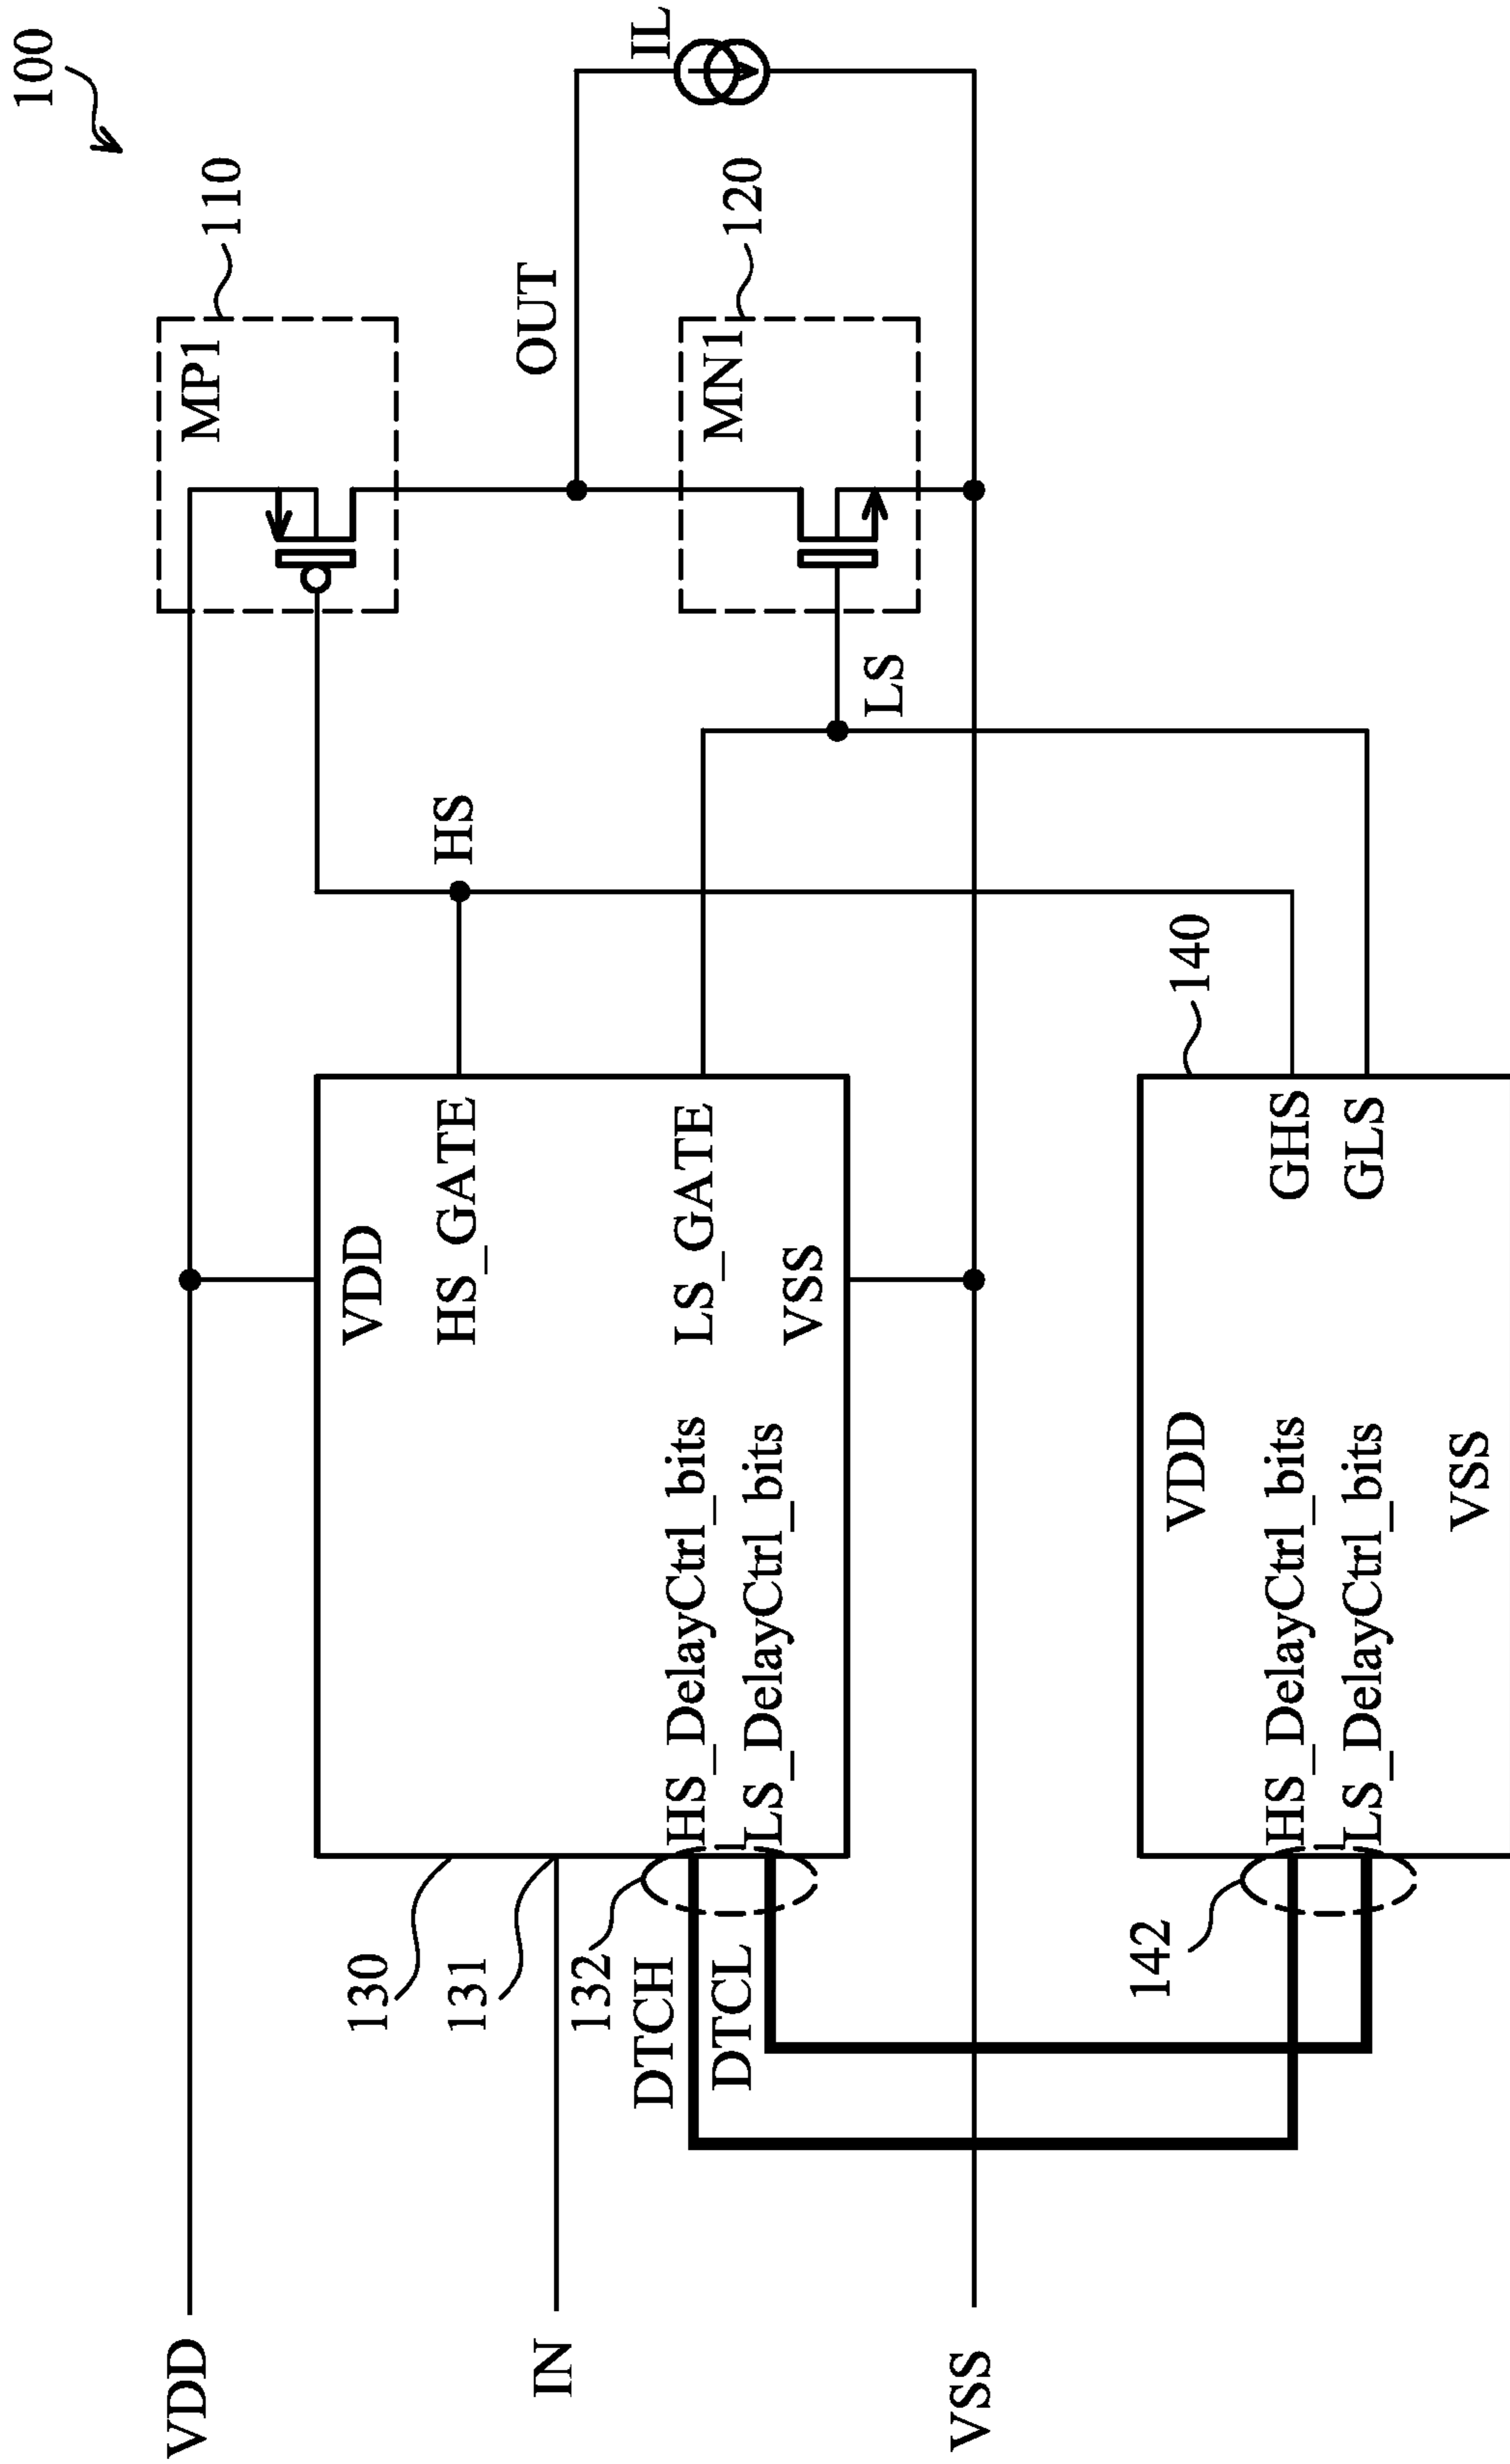 100
VDD
MP1
110
HS
OUT
IL
130
VDD
HS_GATE
IN
131
132
DTCH
DTCL
HS_DelayCtrl_bits
LS_DelayCtrl_bits
LS_GATE
VSS
MN1
120
LS
VSS
140
142
VDD
HS_DelayCtrl_bits
LS_DelayCtrl_bits
GHS
GLS
VSS